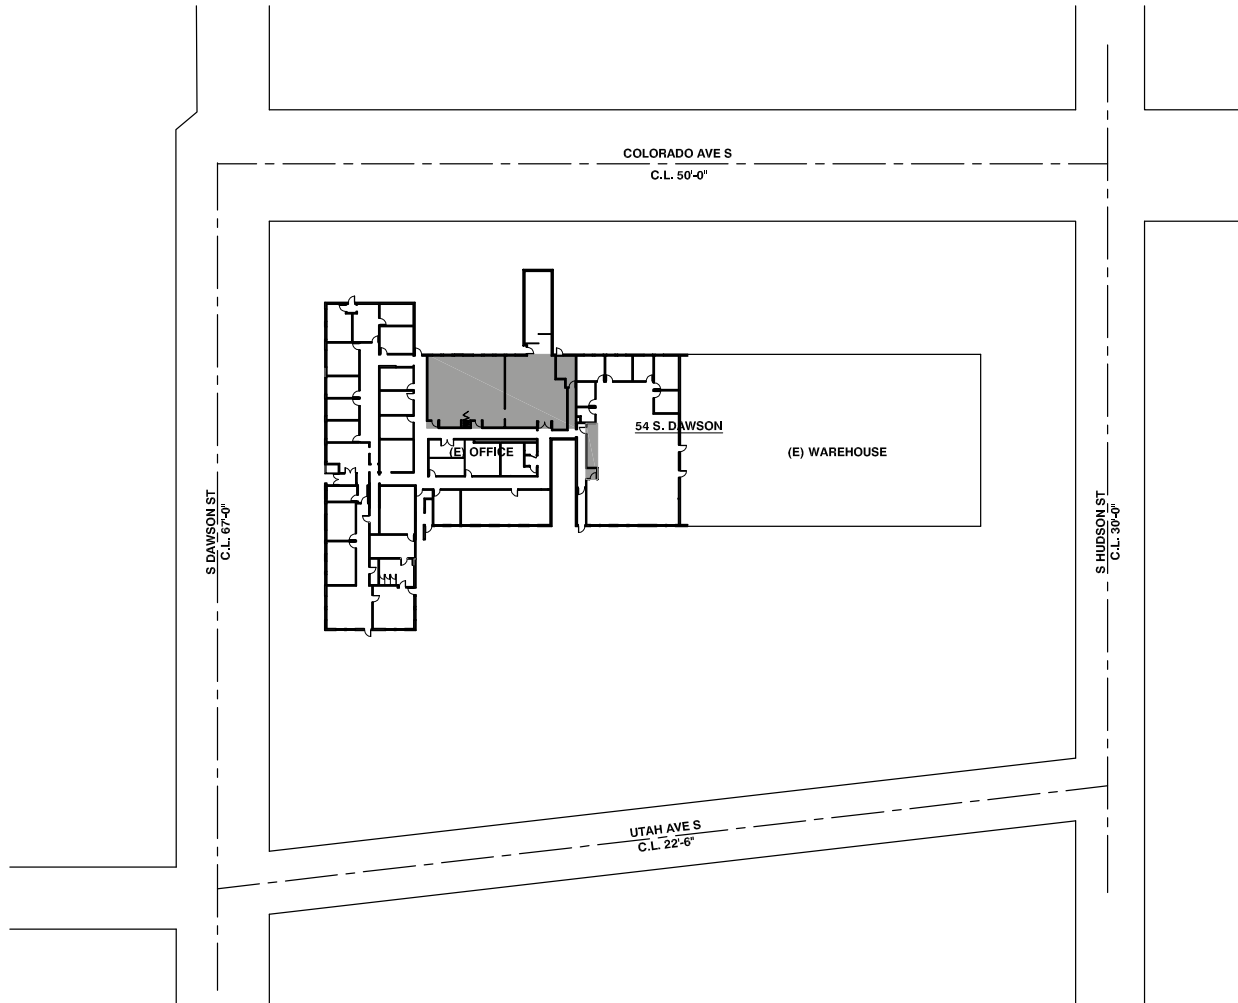 COLORADO AVE S
C.L. 50'-0"
54 S. DAWSON
(E) OFFICE
(E) WAREHOUSE
S DAWSON ST
C.L. 67'-0"
S HUDSON ST
C.L. 30'-0"
UTAH AVE S
C.L. 22'-6"